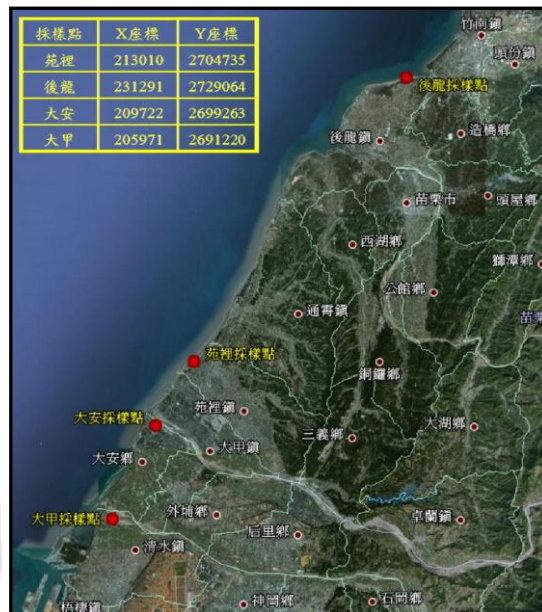 採樣點 X座標 Y座標
苑裡 213010 2704735
後龍 231291 2729064
大安 209722 2699263
大甲 205971 2691220
竹南鎮
頭份鎮
後龍採樣點
造橋鄉
後龍鎮
苗栗市
頭屋鄉
西湖鄉
獅潭鄉
公館鄉
通霄鎮
苗栗
苑裡採樣點
銅鑼鄉
苑裡鎮
大安採樣點
大湖鄉
三義鄉
大甲鎮
大安鄉
大甲採樣點
外埔鄉
卓蘭鎮
后里鄉
清水鎮
石岡鄉
神岡鄉
梧棲鎮